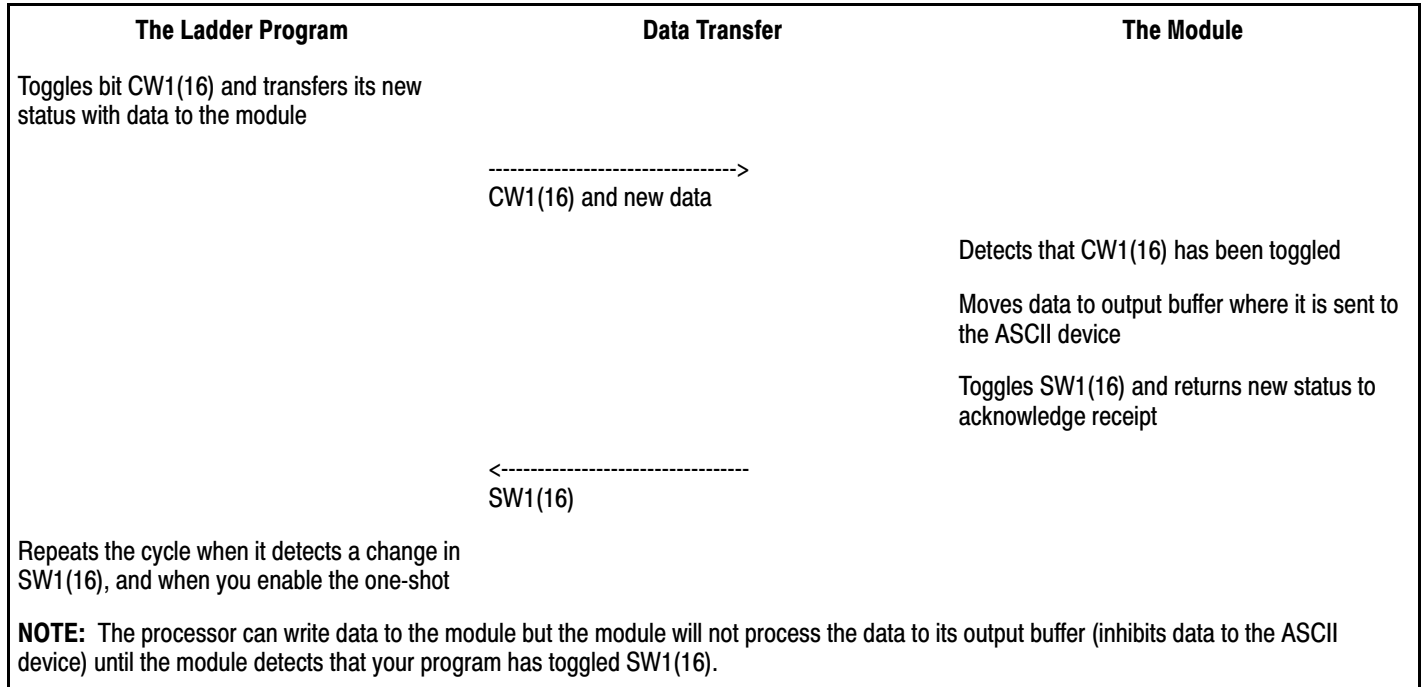 The Ladder Program Data Transfer The Module
Toggles bit CW1(16) and transfers its new
status with data to the module
---------------------------------->
CW1(16) and new data
Detects that CW1(16) has been toggled
Moves data to output buffer where it is sent to
the ASCII device
Toggles SW1(16) and returns new status to
acknowledge receipt
<----------------------------------
SW1(16)
Repeats the cycle when it detects a change in
SW1(16), and when you enable the one-shot
NOTE: The processor can write data to the module but the module will not process the data to its output buffer (inhibits data to the ASCII
device) until the module detects that your program has toggled SW1(16).